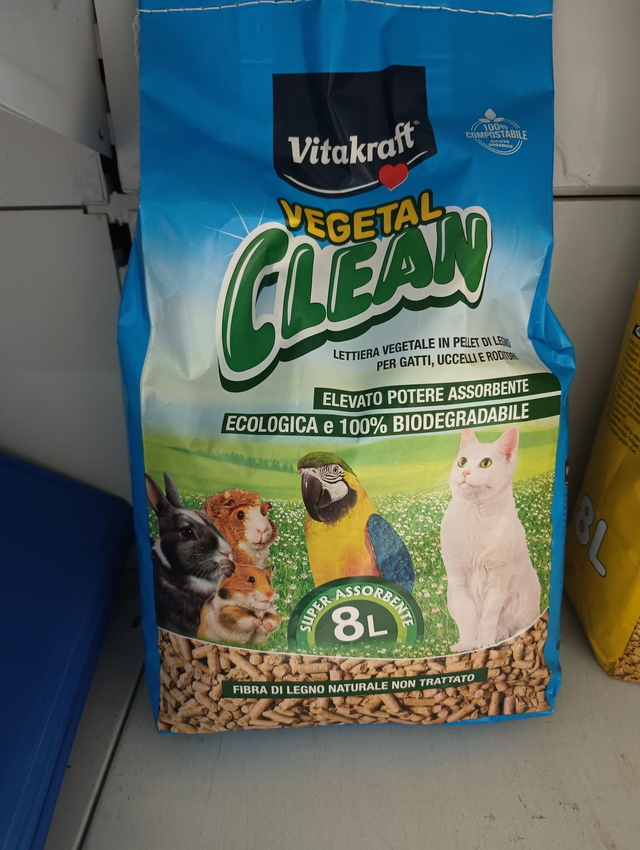 Vitakraft
100%
COMPOSTABILE
VEGETAL
CLEAN
LETTIERA VEGETALE IN PELLET DI LEGNO
PER GATTI, UCCELLI E RODITORI
ELEVATO POTERE ASSORBENTE
ECOLOGICA e 100% BIODEGRADABILE
SUPER ASSORBENTE
8L
8L
FIBRA DI LEGNO NATURALE NON TRATTATO